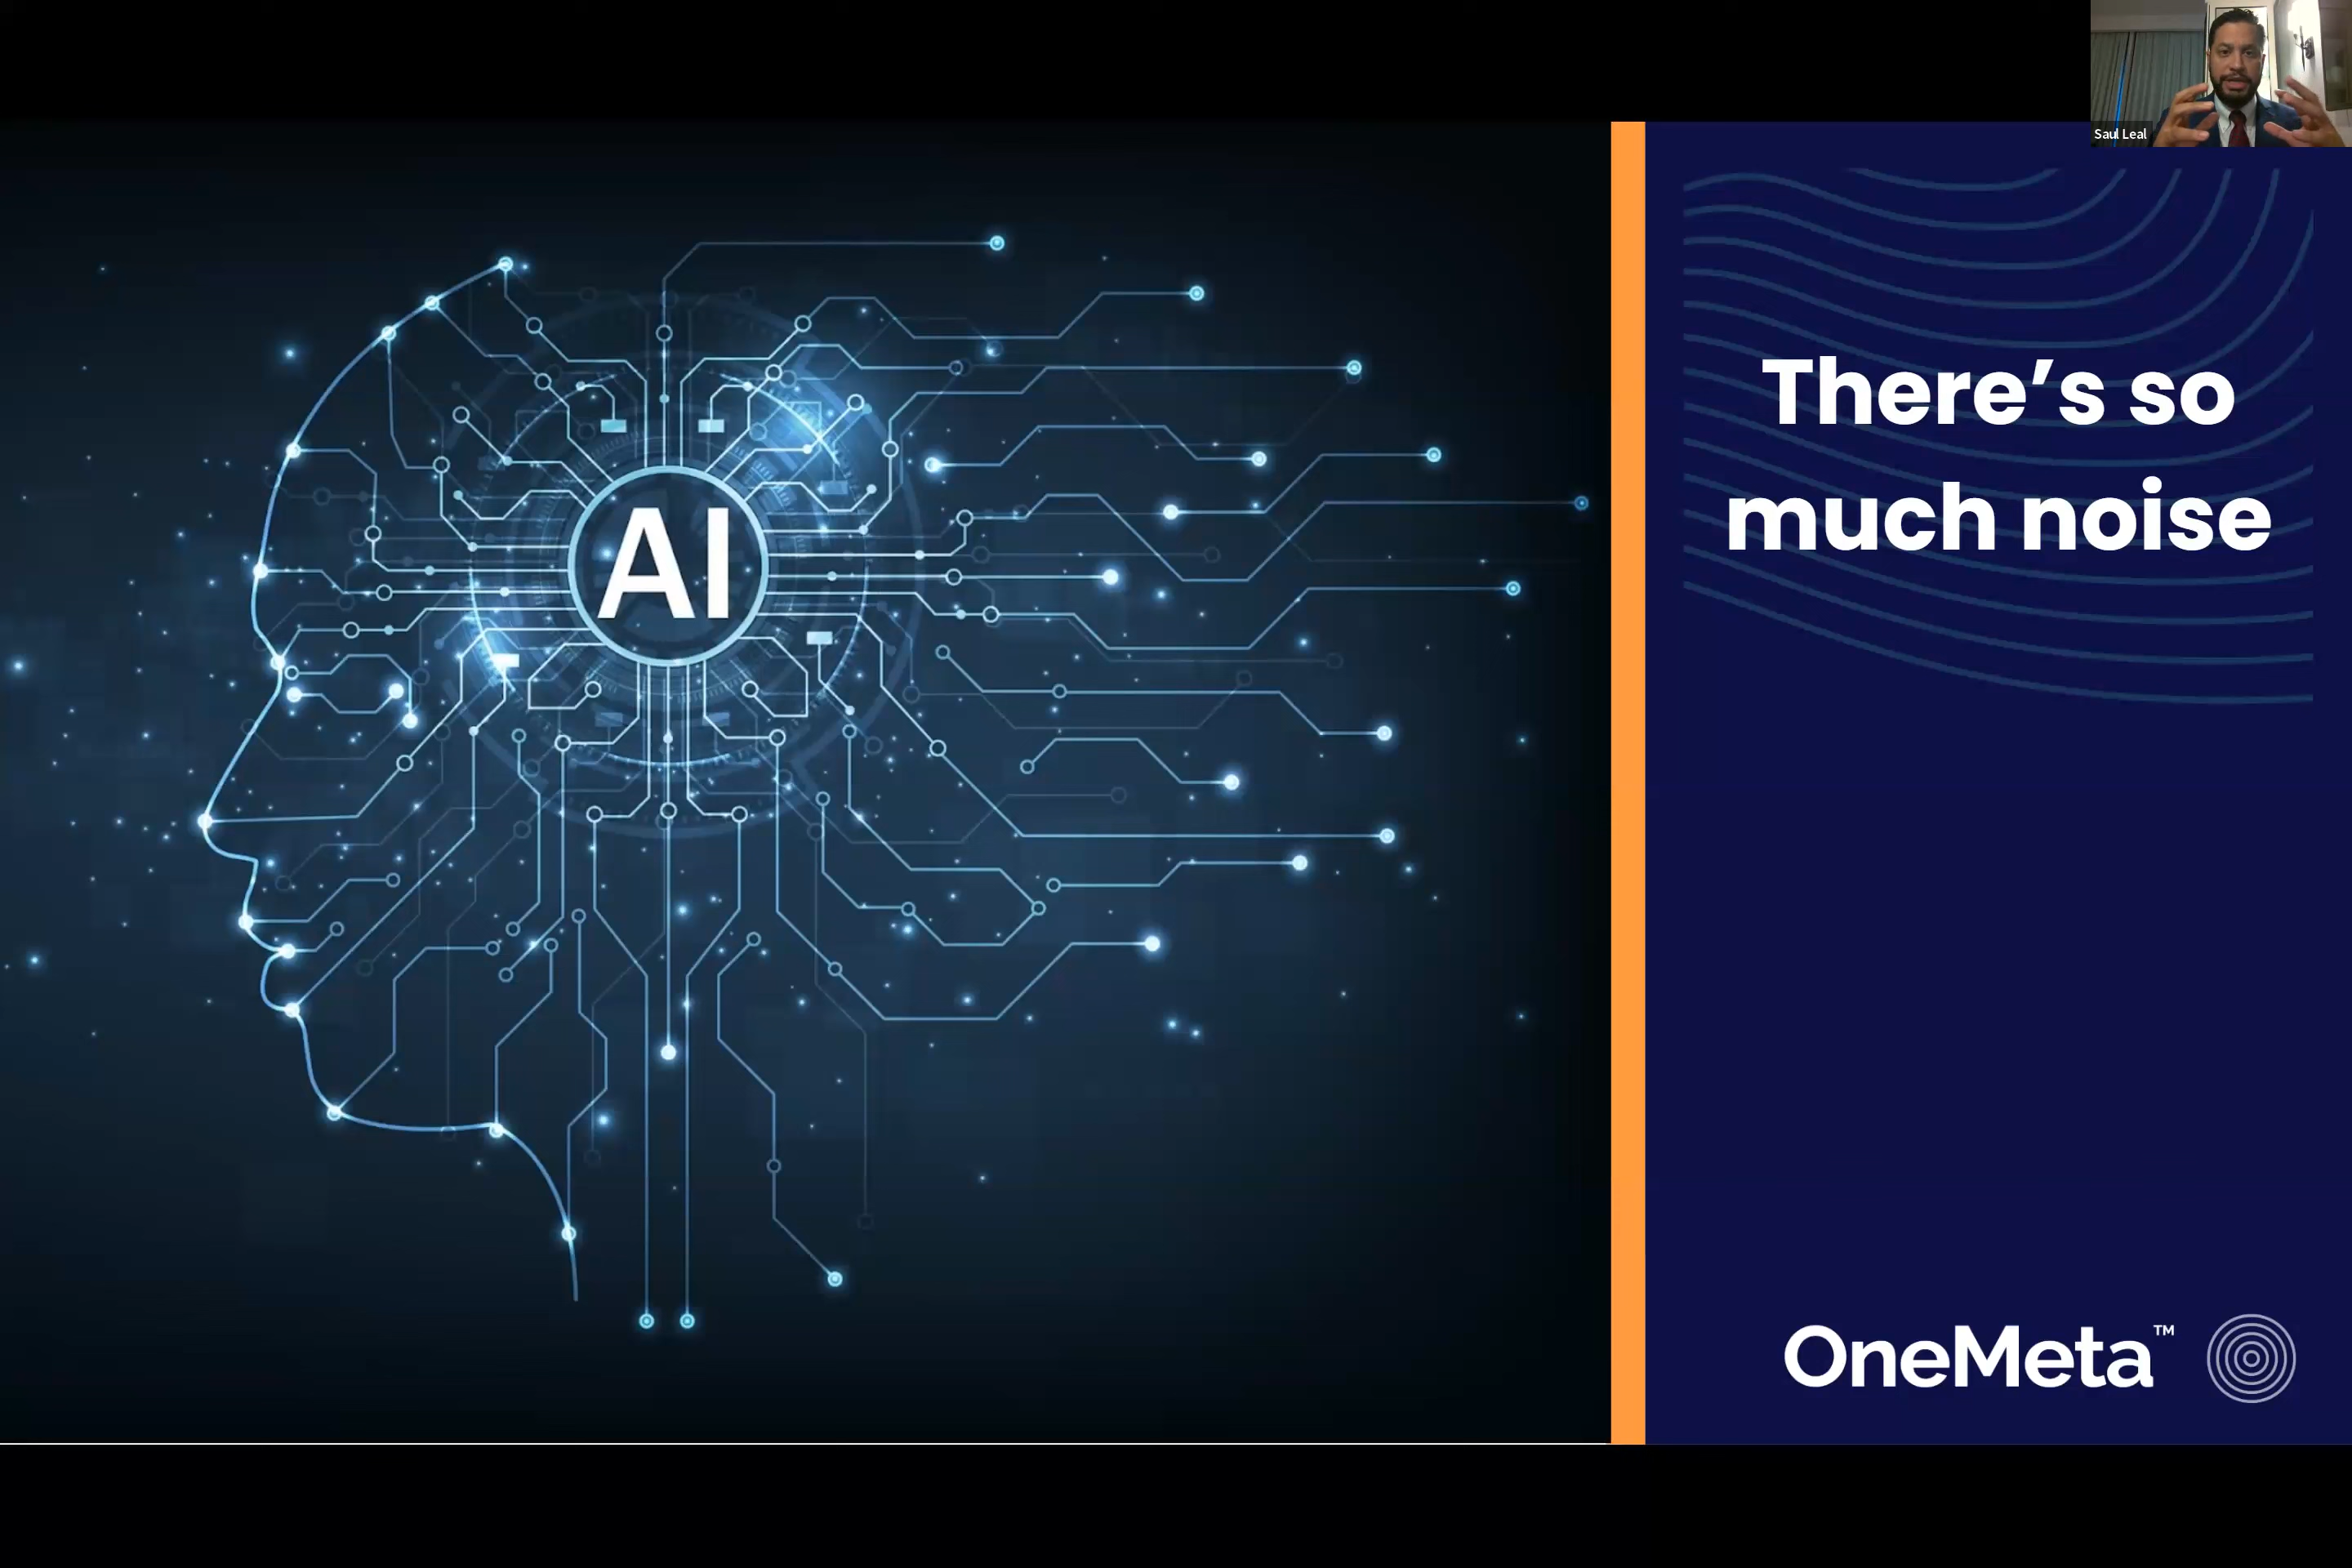 Saul Leal
AI
There’s so
much noise
OneMeta™